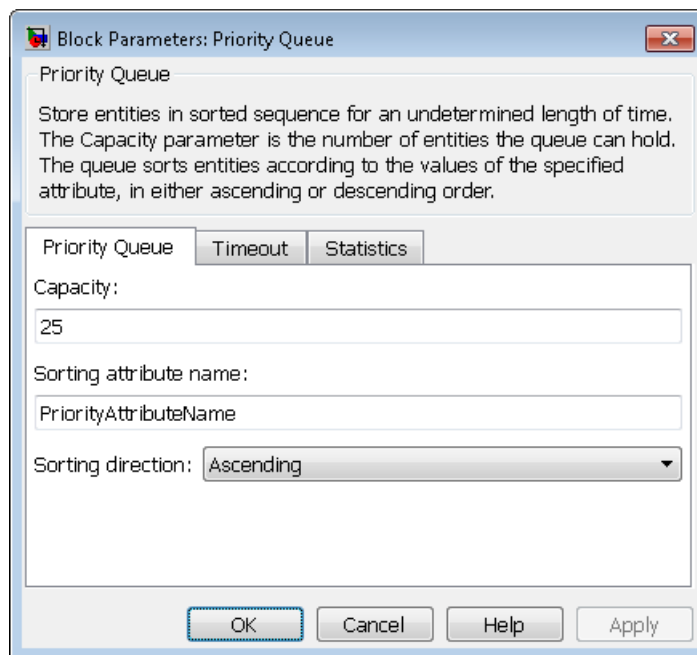 Block Parameters: Priority Queue
Priority Queue
Store entities in sorted sequence for an undetermined length of time.
The Capacity parameter is the number of entities the queue can hold.
The queue sorts entities according to the values of the specified
attribute, in either ascending or descending order.
Priority Queue Timeout Statistics
Capacity:
25
Sorting attribute name:
PriorityAttributeName
Sorting direction: Ascending
OK Cancel Help Apply